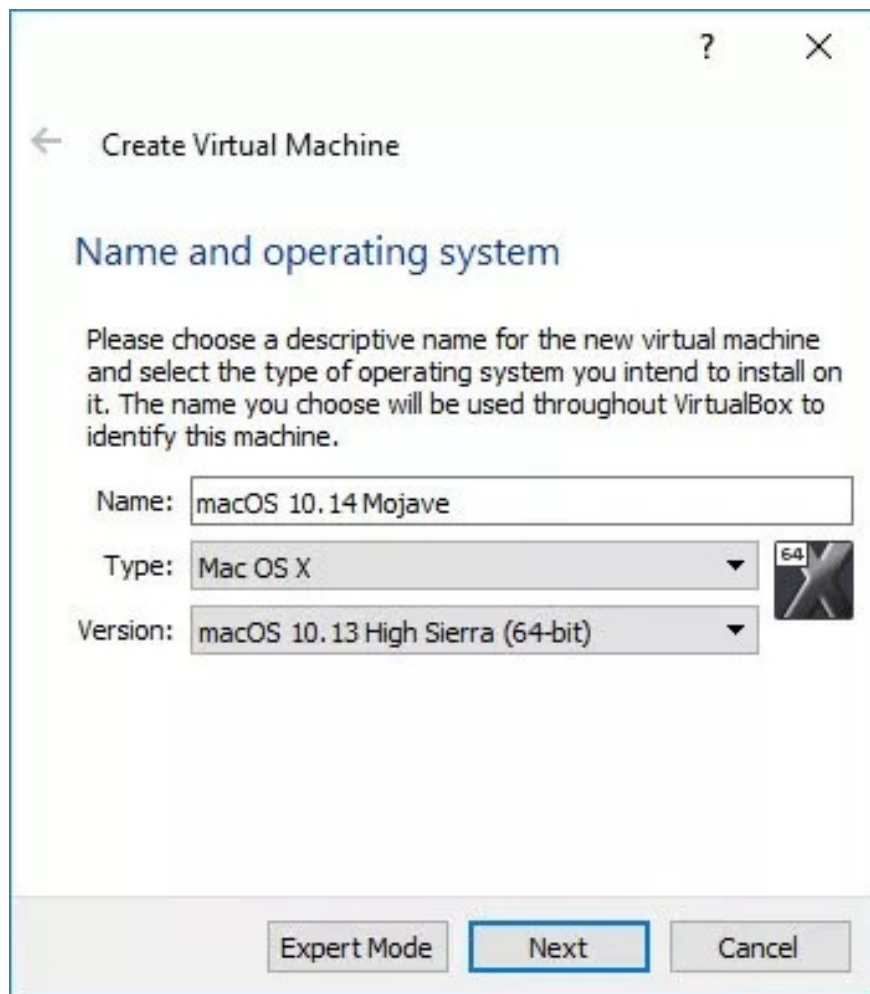 ?
Create Virtual Machine
Name and operating system
Please choose a descriptive name for the new virtual machine
and select the type of operating system you intend to install on
it. The name you choose will be used throughout VirtualBox to
identify this machine.
Name: macOS 10.14 Mojave
Type: Mac OS X
64
Version: macOS 10.13 High Sierra (64-bit)
Expert Mode Next Cancel